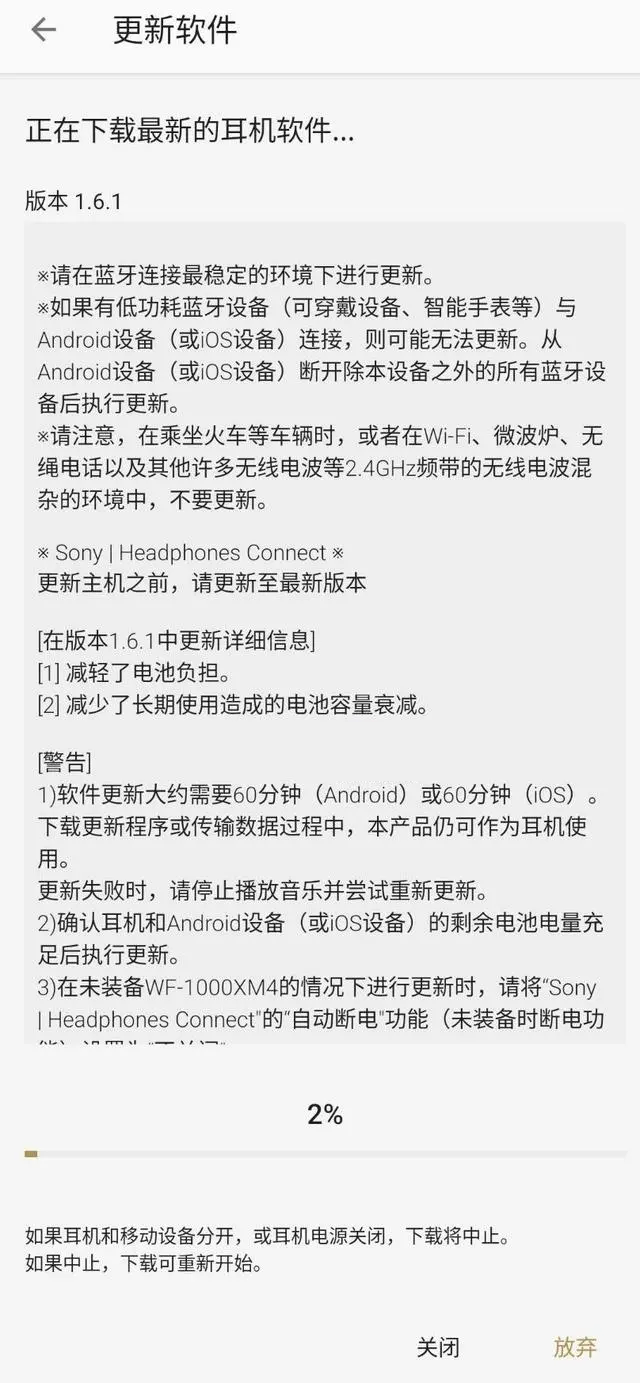 更新软件
正在下载最新的耳机软件...
版本 1.6.1
※请在蓝牙连接最稳定的环境下进行更新。
※如果有低功耗蓝牙设备（可穿戴设备、智能手表等）与
Android设备（或iOS设备）连接，则可能无法更新。从
Android设备（或iOS设备）断开除本设备之外的所有蓝牙设
备后执行更新。
※请注意，在乘坐火车等车辆时，或者在Wi-Fi、微波炉、无
绳电话以及其他许多无线电波等2.4GHz频带的无线电波混
杂的环境中，不要更新。
※ Sony | Headphones Connect ※
更新主机之前，请更新至最新版本
[在版本1.6.1中更新详细信息]
[1] 减轻了电池负担。
[2] 减少了长期使用造成的电池容量衰减。
[警告]
1)软件更新大约需要60分钟（Android）或60分钟（iOS）。
下载更新程序或传输数据过程中，本产品仍可作为耳机使
用。
更新失败时，请停止播放音乐并尝试重新更新。
2)确认耳机和Android设备（或iOS设备）的剩余电池电量充
足后执行更新。
3)在未装备WF-1000XM4的情况下进行更新时，请将“Sony
| Headphones Connect"的“自动断电"功能（未装备时断电功
2%
如果耳机和移动设备分开，或耳机电源关闭，下载将中止。
如果中止，下载可重新开始。
关闭
放弃